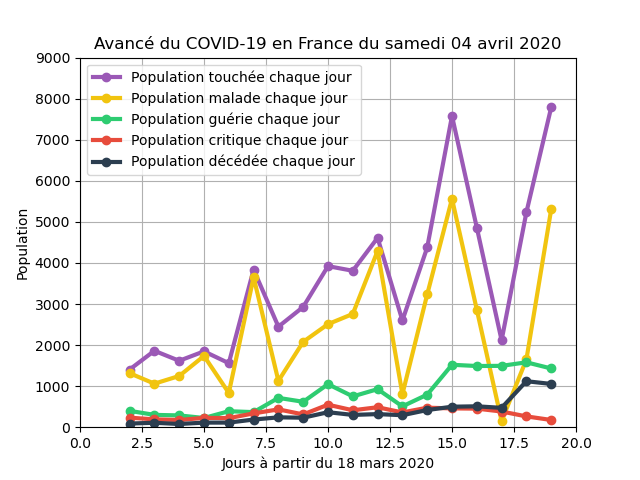 Avancé du COVID-19 en France du samedi 04 avril 2020
9000
8000
7000
6000
5000
4000
3000
2000
1000
0
Population
Population touchée chaque jour
Population malade chaque jour
Population guérie chaque jour
Population critique chaque jour
Population décédée chaque jour
0.0 2.5 5.0 7.5 10.0 12.5 15.0 17.5 20.0
Jours à partir du 18 mars 2020